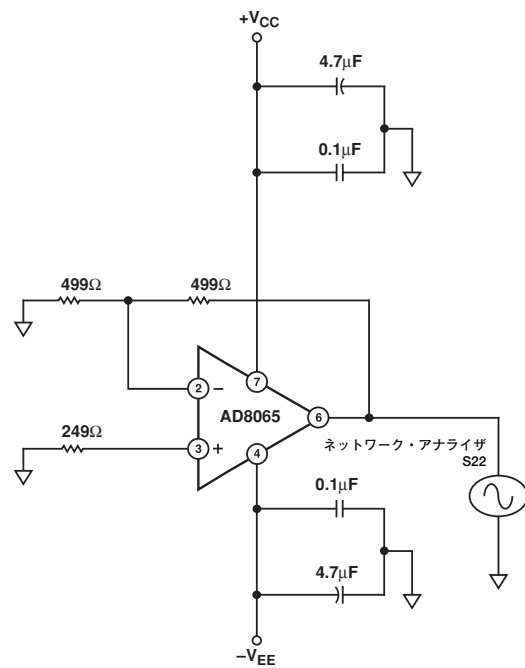 +VCC
4.7μF
0.1μF
499Ω
499Ω
7
2
−
AD8065
6
249Ω
3
+
4
ネットワーク・アナライザ
S22
0.1μF
4.7μF
−VEE